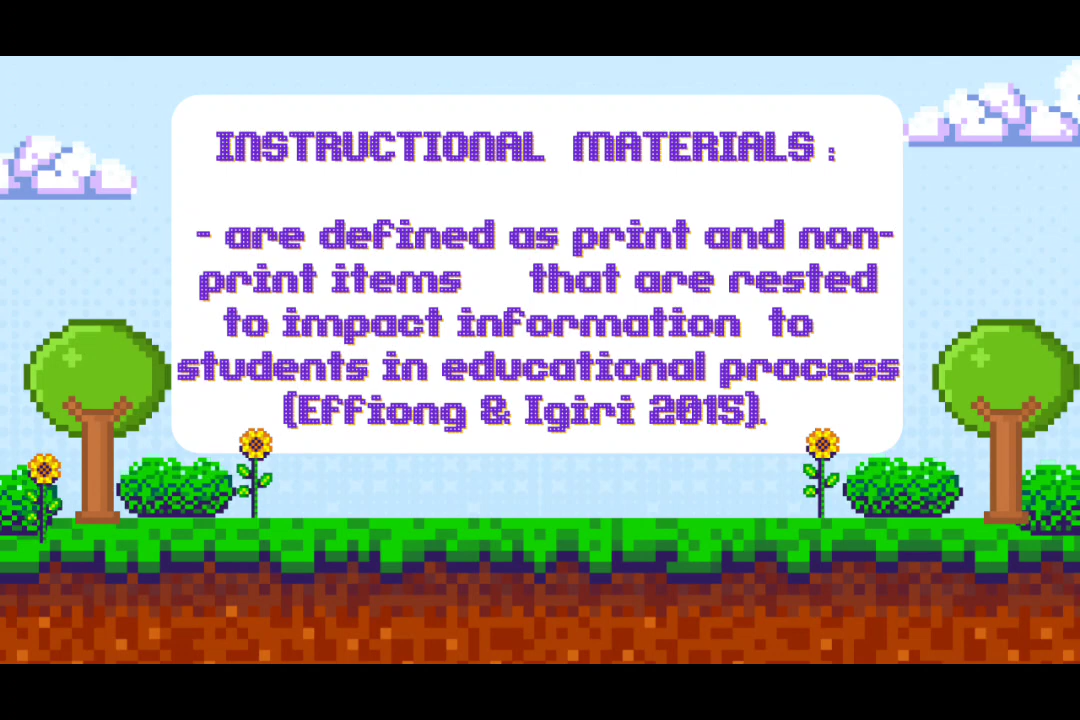 INSTRUCTIONAL MATERIALS :
- are defined as print and non-
print items that are rested
to impact information to
students in educational process
(Effiong & Igiri 2015).